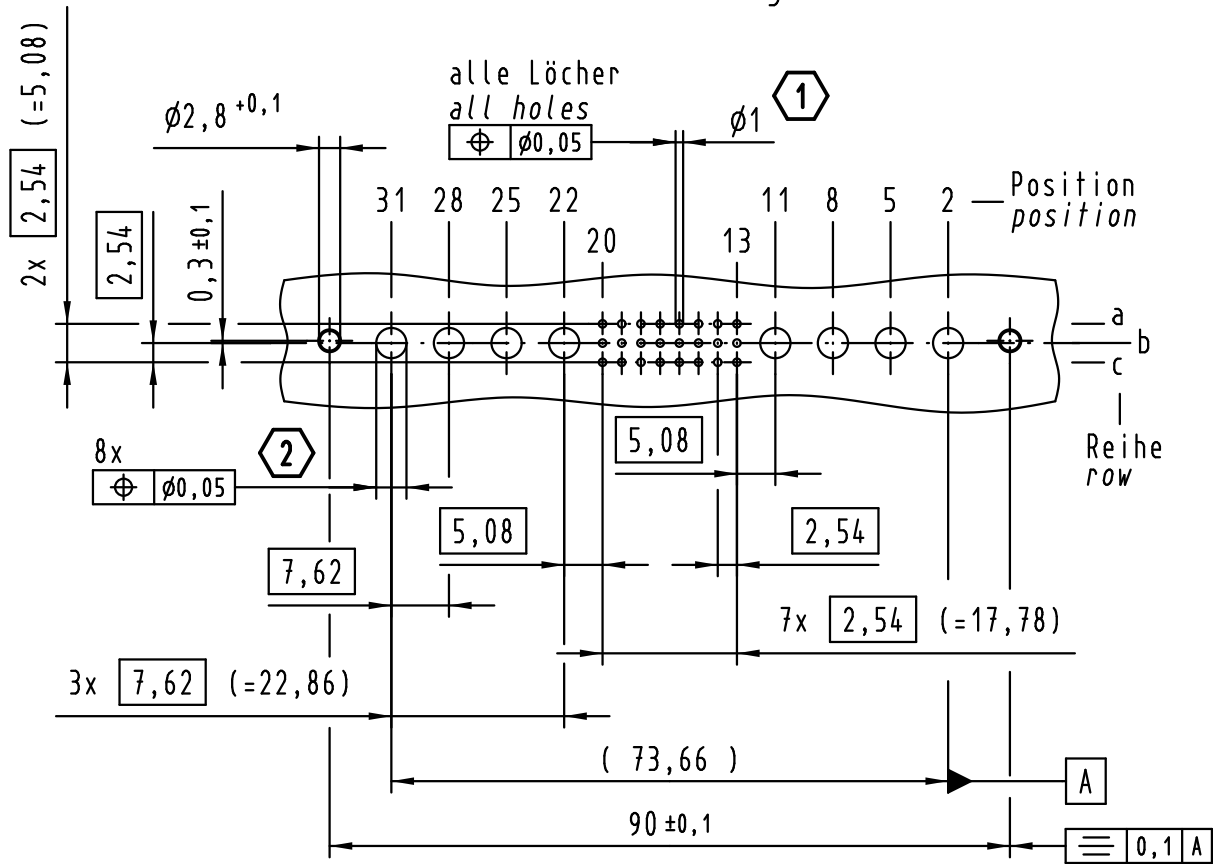 alle Löcher
all holes
⌖ ø0,05
ø1
1
ø2,8 +0,1
2x 2,54 (=5,08)
2,54
0,3 ±0,1
31 28 25 22
11 8 5 2
Position
position
20
13
a
b
c
Reihe
row
8x
⌖ ø0,05
2
5,08
5,08
2,54
7,62
7x 2,54 (=17,78)
3x 7,62 (=22,86)
( 73,66 )
A
90 ±0,1
0,1 A